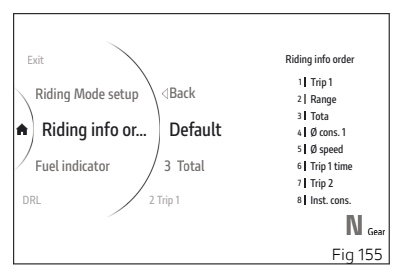 Exit
Riding Mode setup
Riding info or...
Fuel indicator
DRL
◁Back
Default
3 Total
2 Trip 1
Riding info order
1| Trip 1
2| Range
3| Tota
4| Ø cons. 1
5| Ø speed
6| Trip 1 time
7| Trip 2
8| Inst. cons.
N Gear
Fig 155